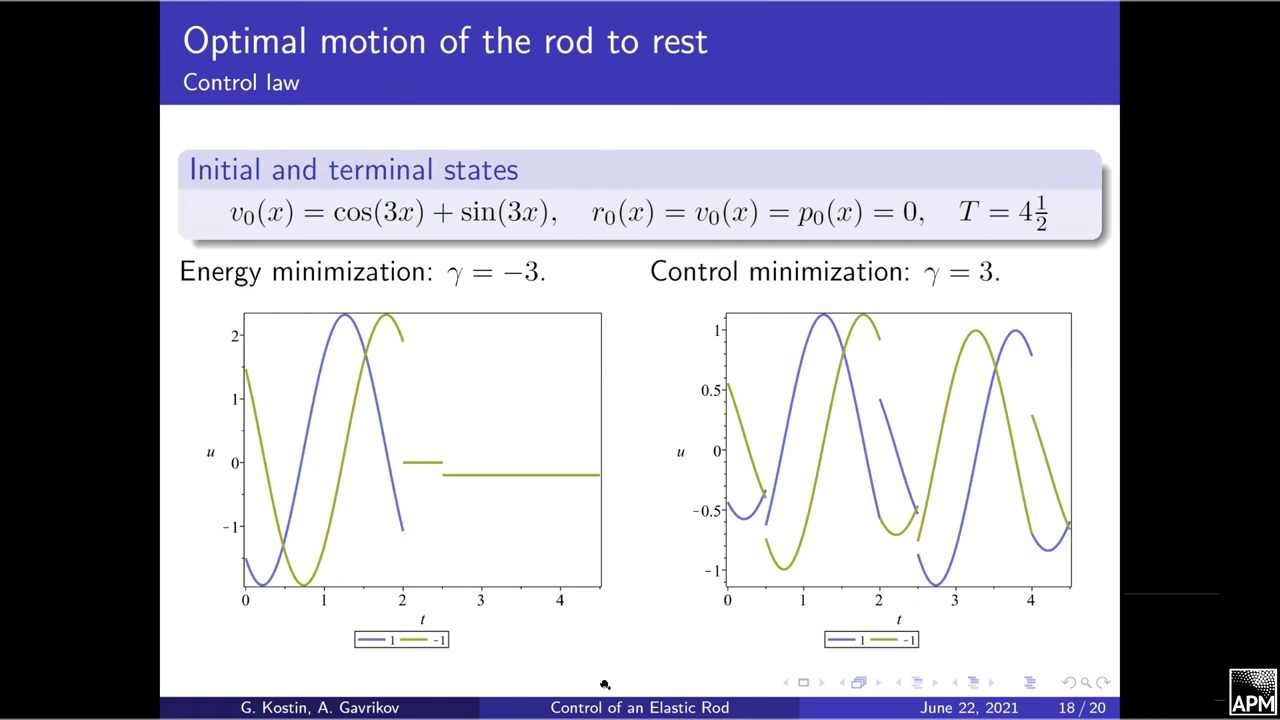 Optimal motion of the rod to rest
Control law
Initial and terminal states
v₀(x) = cos(3x) + sin(3x), r₀(x) = v₀(x) = p₀(x) = 0, T = 4½
Energy minimization: γ = −3.
Control minimization: γ = 3.
2
1
u
0
−1
0 1 2 3 4
t
1 −1
1
0.5
u
0
−0.5
−1
0 1 2 3 4
t
1 −1
G. Kostin, A. Gavrikov Control of an Elastic Rod June 22, 2021 18 / 20
APM